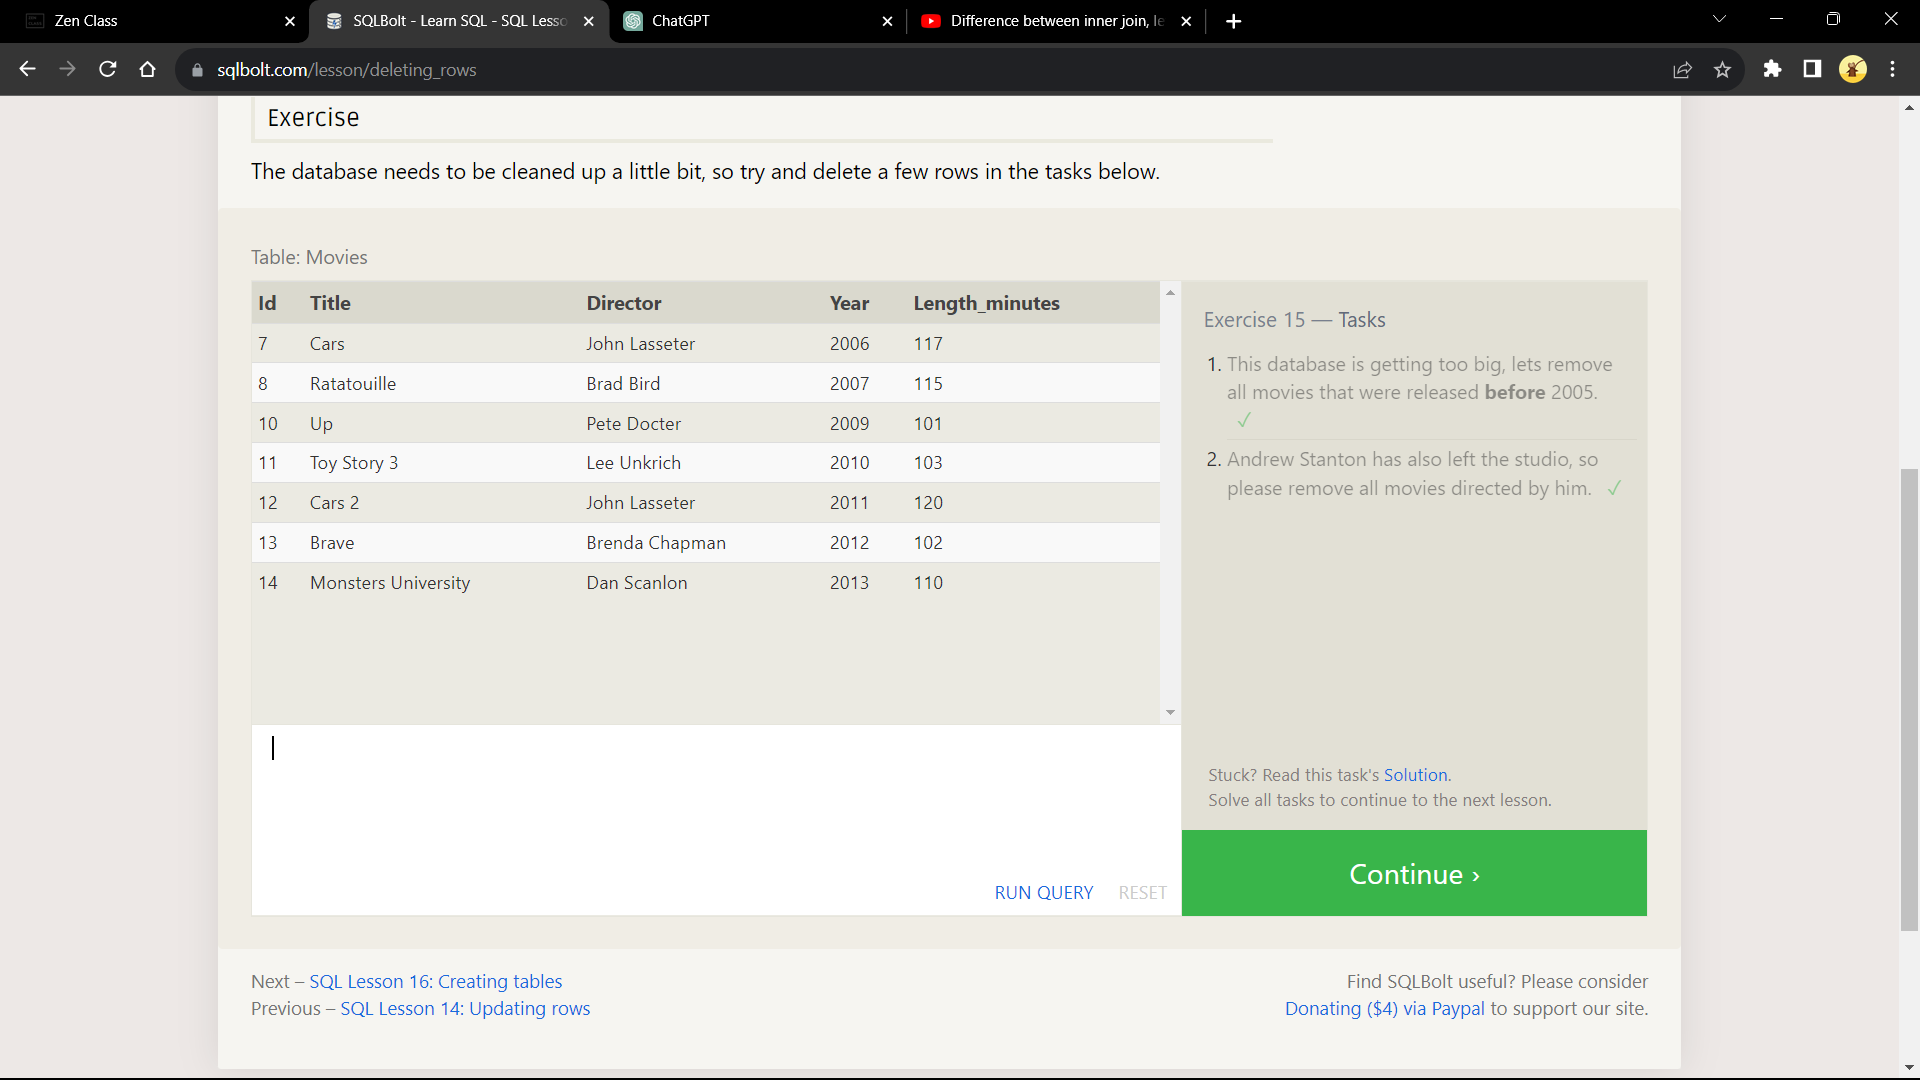 Zen Class
SQLBolt - Learn SQL - SQL Lesso
ChatGPT
Difference between inner join, le
sqlbolt.com/lesson/deleting_rows
Exercise
The database needs to be cleaned up a little bit, so try and delete a few rows in the tasks below.
Table: Movies
Id Title Director Year Length_minutes
7 Cars John Lasseter 2006 117
8 Ratatouille Brad Bird 2007 115
10 Up Pete Docter 2009 101
11 Toy Story 3 Lee Unkrich 2010 103
12 Cars 2 John Lasseter 2011 120
13 Brave Brenda Chapman 2012 102
14 Monsters University Dan Scanlon 2013 110
Exercise 15 — Tasks
1. This database is getting too big, lets remove
all movies that were released before 2005.
✓
2. Andrew Stanton has also left the studio, so
please remove all movies directed by him. ✓
Stuck? Read this task's Solution.
Solve all tasks to continue to the next lesson.
RUN QUERY RESET
Continue ›
Next – SQL Lesson 16: Creating tables
Previous – SQL Lesson 14: Updating rows
Find SQLBolt useful? Please consider
Donating ($4) via Paypal to support our site.